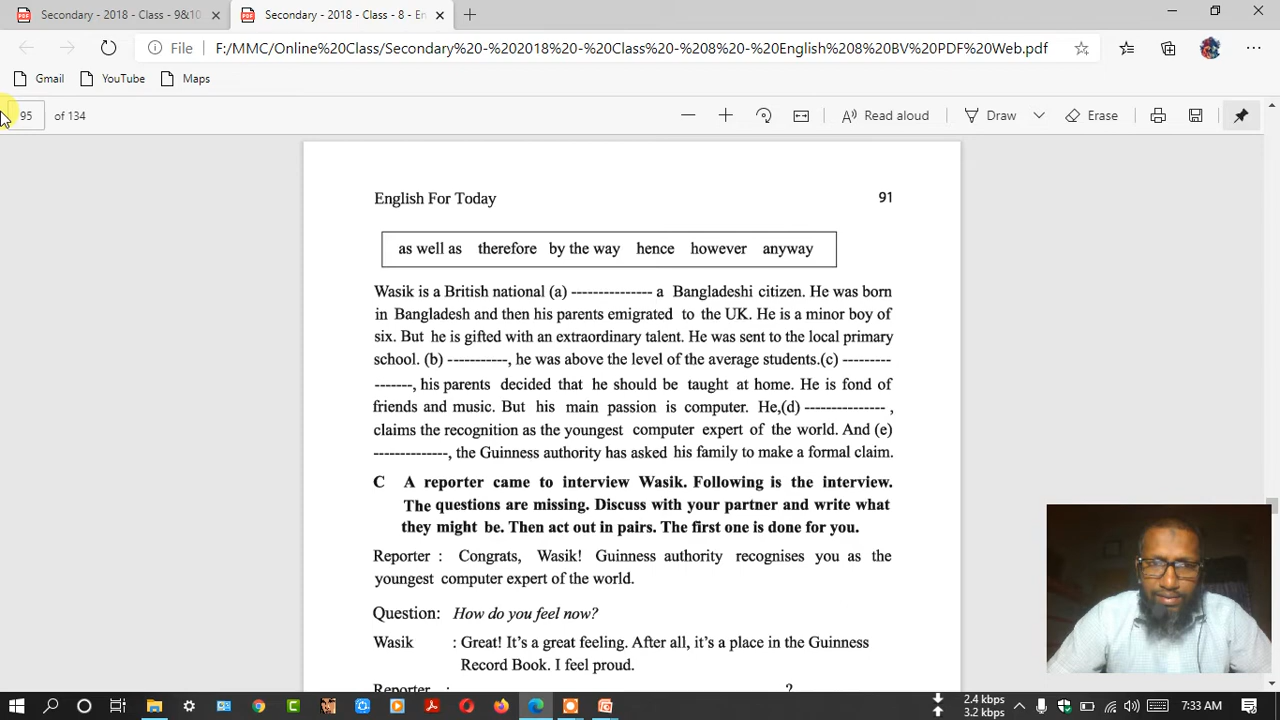 Secondary - 2018 - Class - 9&10
Secondary - 2018 - Class - 8 - En
File F:/MMC/Online%20Class/Secondary%20-%202018%20-%20Class%20-%208%20-%20English%208%20BV%20PDF%20Web.pdf
Gmail YouTube Maps
95 of 134 Read aloud Draw Erase
English For Today 91
as well as therefore by the way hence however anyway
Wasik is a British national (a) --------------- a Bangladeshi citizen. He was born
in Bangladesh and then his parents emigrated to the UK. He is a minor boy of
six. But he is gifted with an extraordinary talent. He was sent to the local primary
school. (b) -----------, he was above the level of the average students.(c) ---------
-------, his parents decided that he should be taught at home. He is fond of
friends and music. But his main passion is computer. He,(d) --------------- ,
claims the recognition as the youngest computer expert of the world. And (e)
--------------, the Guinness authority has asked his family to make a formal claim.
C A reporter came to interview Wasik. Following is the interview.
The questions are missing. Discuss with your partner and write what
they might be. Then act out in pairs. The first one is done for you.
Reporter : Congrats, Wasik! Guinness authority recognises you as the
youngest computer expert of the world.
Question: How do you feel now?
Wasik : Great! It's a great feeling. After all, it's a place in the Guinness
Record Book. I feel proud.
Reporter : ?
2.4 kbps
3.2 kbps
7:33 AM
2